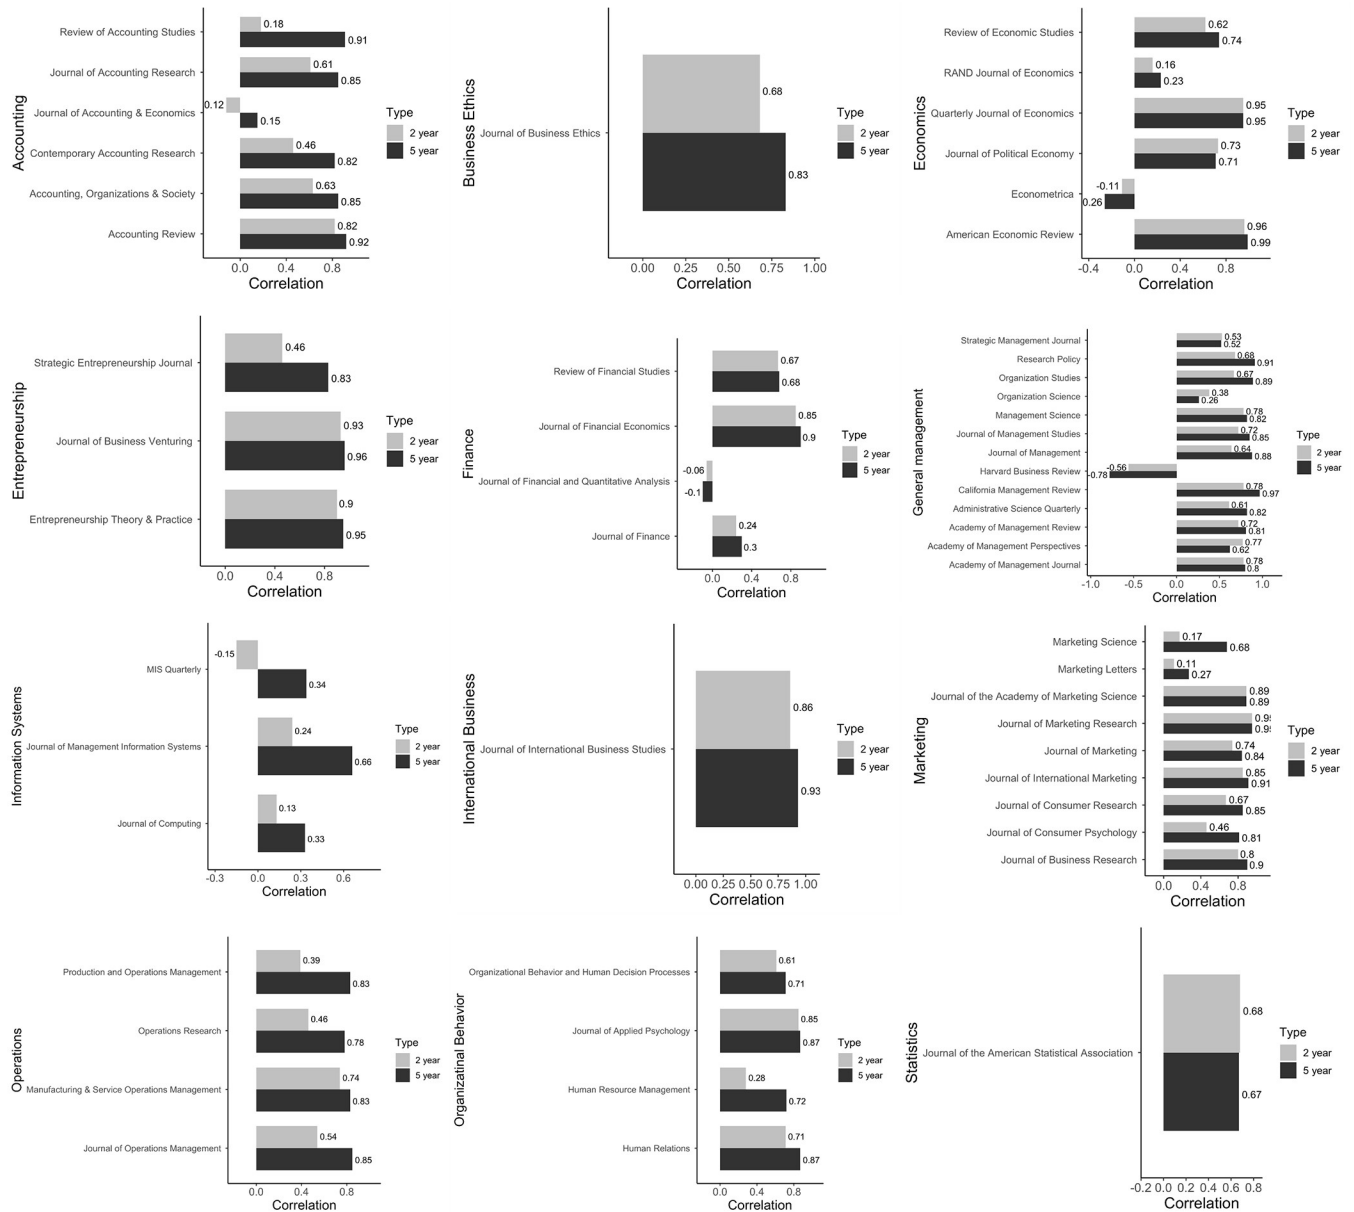 Accounting
Review of Accounting Studies
0.18
0.91
Journal of Accounting Research
0.61
0.85
Journal of Accounting & Economics
0.12
0.15
Contemporary Accounting Research
0.46
0.82
Accounting, Organizations & Society
0.63
0.85
Accounting Review
0.82
0.92
0.0 0.4 0.8
Correlation
Type
2 year
5 year
Business Ethics
Journal of Business Ethics
0.68
0.83
0.00 0.25 0.50 0.75 1.00
Correlation
Type
2 year
5 year
Economics
Review of Economic Studies
0.62
0.74
RAND Journal of Economics
0.16
0.23
Quarterly Journal of Economics
0.95
0.95
Journal of Political Economy
0.73
0.71
Econometrica
-0.11
0.26
American Economic Review
0.96
0.99
-0.4 0.0 0.4 0.8
Correlation
Type
2 year
5 year
Entrepreneurship
Strategic Entrepreneurship Journal
0.46
0.83
Journal of Business Venturing
0.93
0.96
Entrepreneurship Theory & Practice
0.9
0.95
0.0 0.4 0.8
Correlation
Type
2 year
5 year
Finance
Review of Financial Studies
0.67
0.68
Journal of Financial Economics
0.85
0.9
Journal of Financial and Quantitative Analysis
-0.06
-0.1
Journal of Finance
0.24
0.3
0.0 0.4 0.8
Correlation
Type
2 year
5 year
General management
Strategic Management Journal
0.53
0.52
Research Policy
0.68
0.91
Organization Studies
0.67
0.89
Organization Science
0.38
0.26
Management Science
0.78
0.82
Journal of Management Studies
0.72
0.85
Journal of Management
0.64
0.88
Harvard Business Review
-0.56
-0.78
California Management Review
0.78
0.97
Administrative Science Quarterly
0.61
0.82
Academy of Management Review
0.72
0.81
Academy of Management Perspectives
0.77
0.62
Academy of Management Journal
0.78
0.8
-1.0 -0.5 0.0 0.5 1.0
Correlation
Type
2 year
5 year
Information Systems
MIS Quarterly
-0.15
0.34
Journal of Management Information Systems
0.24
0.66
Journal of Computing
0.13
0.33
-0.3 0.0 0.3 0.6
Correlation
Type
2 year
5 year
International Business
Journal of International Business Studies
0.86
0.93
0.00 0.25 0.50 0.75 1.00
Correlation
Type
2 year
5 year
Marketing
Marketing Science
0.17
0.68
Marketing Letters
0.11
0.27
Journal of the Academy of Marketing Science
0.89
0.89
Journal of Marketing Research
Journal of Marketing
0.74
0.84
Journal of International Marketing
0.85
0.91
Journal of Consumer Research
0.67
0.85
Journal of Consumer Psychology
0.46
0.81
Journal of Business Research
0.8
0.9
0.0 0.4 0.8
Correlation
Type
2 year
5 year
Operations
Production and Operations Management
0.39
0.83
Operations Research
0.46
0.78
Manufacturing & Service Operations Management
0.74
0.83
Journal of Operations Management
0.54
0.85
0.0 0.4 0.8
Correlation
Type
2 year
5 year
Organizatinal Behavior
Organizational Behavior and Human Decision Processes
0.61
0.71
Journal of Applied Psychology
0.85
0.87
Human Resource Management
0.28
0.72
Human Relations
0.71
0.87
0.0 0.4 0.8
Correlation
Type
2 year
5 year
Statistics
Journal of the American Statistical Association
0.68
0.67
-0.2 0.0 0.2 0.4 0.6 0.8
Correlation
Type
2 year
5 year